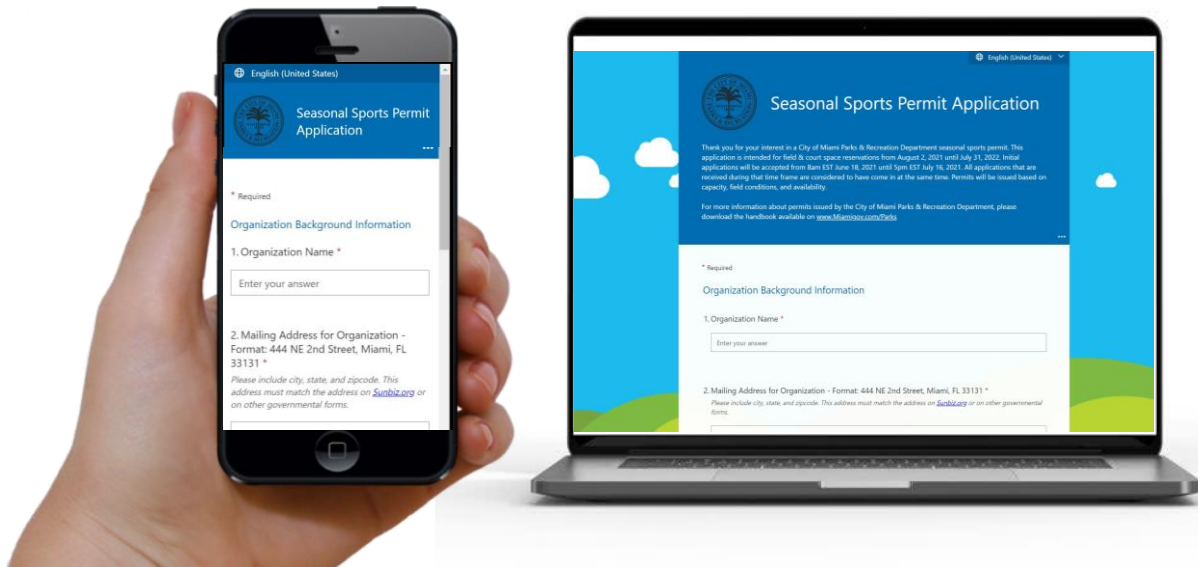 English (United States)
Seasonal Sports Permit
Application
* Required
Organization Background Information
1. Organization Name *
Enter your answer
2. Mailing Address for Organization -
Format: 444 NE 2nd Street, Miami, FL
33131 *
Please include city, state, and zipcode. This
address must match the address on Sunbiz.org or
on other governmental forms.
English (United States)
Seasonal Sports Permit Application
Thank you for your interest in a City of Miami Parks & Recreation Department seasonal sports permit. This
application is intended for field & court space reservations from August 2, 2021 until July 31, 2022. Initial
applications will be accepted from 8am EST June 18, 2021 until 5pm EST July 16, 2021. All applications that are
received during that time frame are considered to have come in at the same time. Permits will be issued based on
capacity, field conditions, and availability.
For more information about permits issued by the City of Miami Parks & Recreation Department, please
download the handbook available on www.Miamigov.com/Parks
* Required
Organization Background Information
1. Organization Name *
Enter your answer
2. Mailing Address for Organization - Format: 444 NE 2nd Street, Miami, FL 33131 *
Please include city, state, and zipcode. This address must match the address on Sunbiz.org or on other governmental
forms.